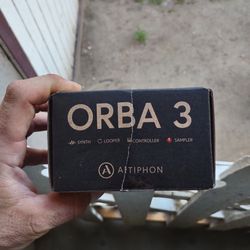 ORBA 3
SYNTH LOOPER CONTROLLER SAMPLER
ARTIPHON